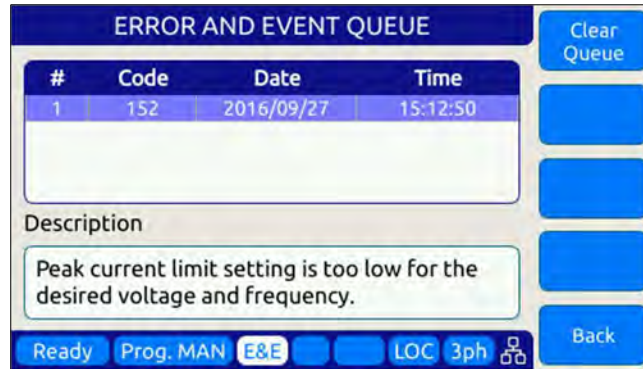 ERROR AND EVENT QUEUE
Clear
Queue
# Code Date Time
1 152 2016/09/27 15:12:50
Description
Peak current limit setting is too low for the
desired voltage and frequency.
Back
Ready Prog. MAN E&E LOC 3ph